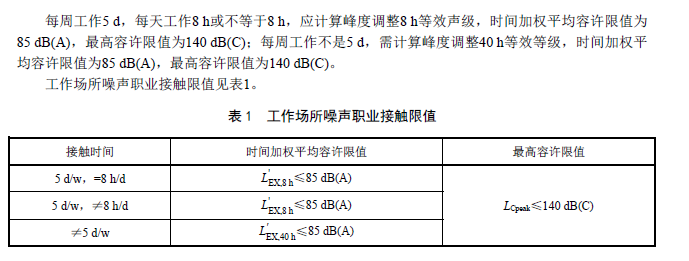 每周工作5 d，每天工作8 h或不等于8 h，应计算峰度调整8 h等效声级，时间加权平均容许限值为
85 dB(A)，最高容许限值为140 dB(C)；每周工作不是5 d，需计算峰度调整40 h等效等级，时间加权平
均容许限值为85 dB(A)，最高容许限值为140 dB(C)。
工作场所噪声职业接触限值见表1。
表 1 工作场所噪声职业接触限值
接触时间 时间加权平均容许限值 最高容许限值
5 d/w，=8 h/d L'EX,8 h≤85 dB(A)
5 d/w，≠8 h/d L'EX,8 h≤85 dB(A) LCpeak≤140 dB(C)
≠5 d/w L'EX,40 h≤85 dB(A)